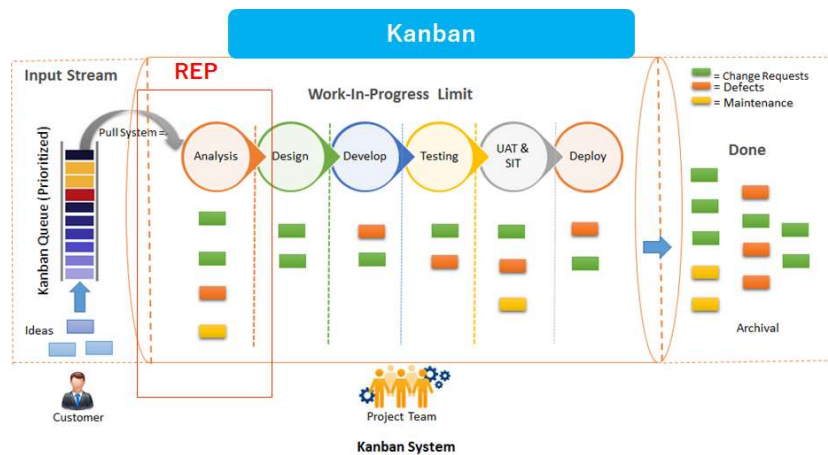 Kanban
Input Stream
REP
Work-In-Progress Limit
= Change Requests
= Defects
= Maintenance
Pull System =
Kanban Queue (Prioritized)
Analysis
Design
Develop
Testing
UAT &
SIT
Deploy
Done
Ideas
Archival
Customer
Project Team
Kanban System